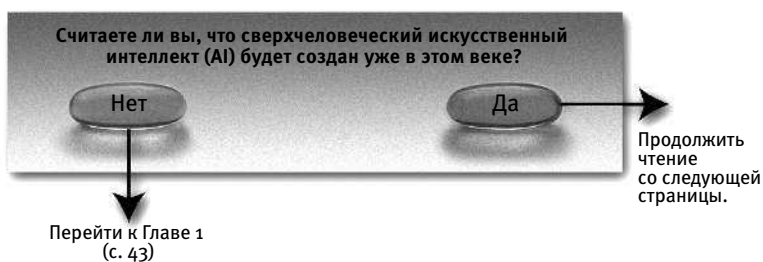 Считаете ли вы, что сверхчеловеческий искусственный
интеллект (AI) будет создан уже в этом веке?
Нет
Да
Продолжить
чтение
со следующей
страницы.
Перейти к Главе 1
(с. 43)